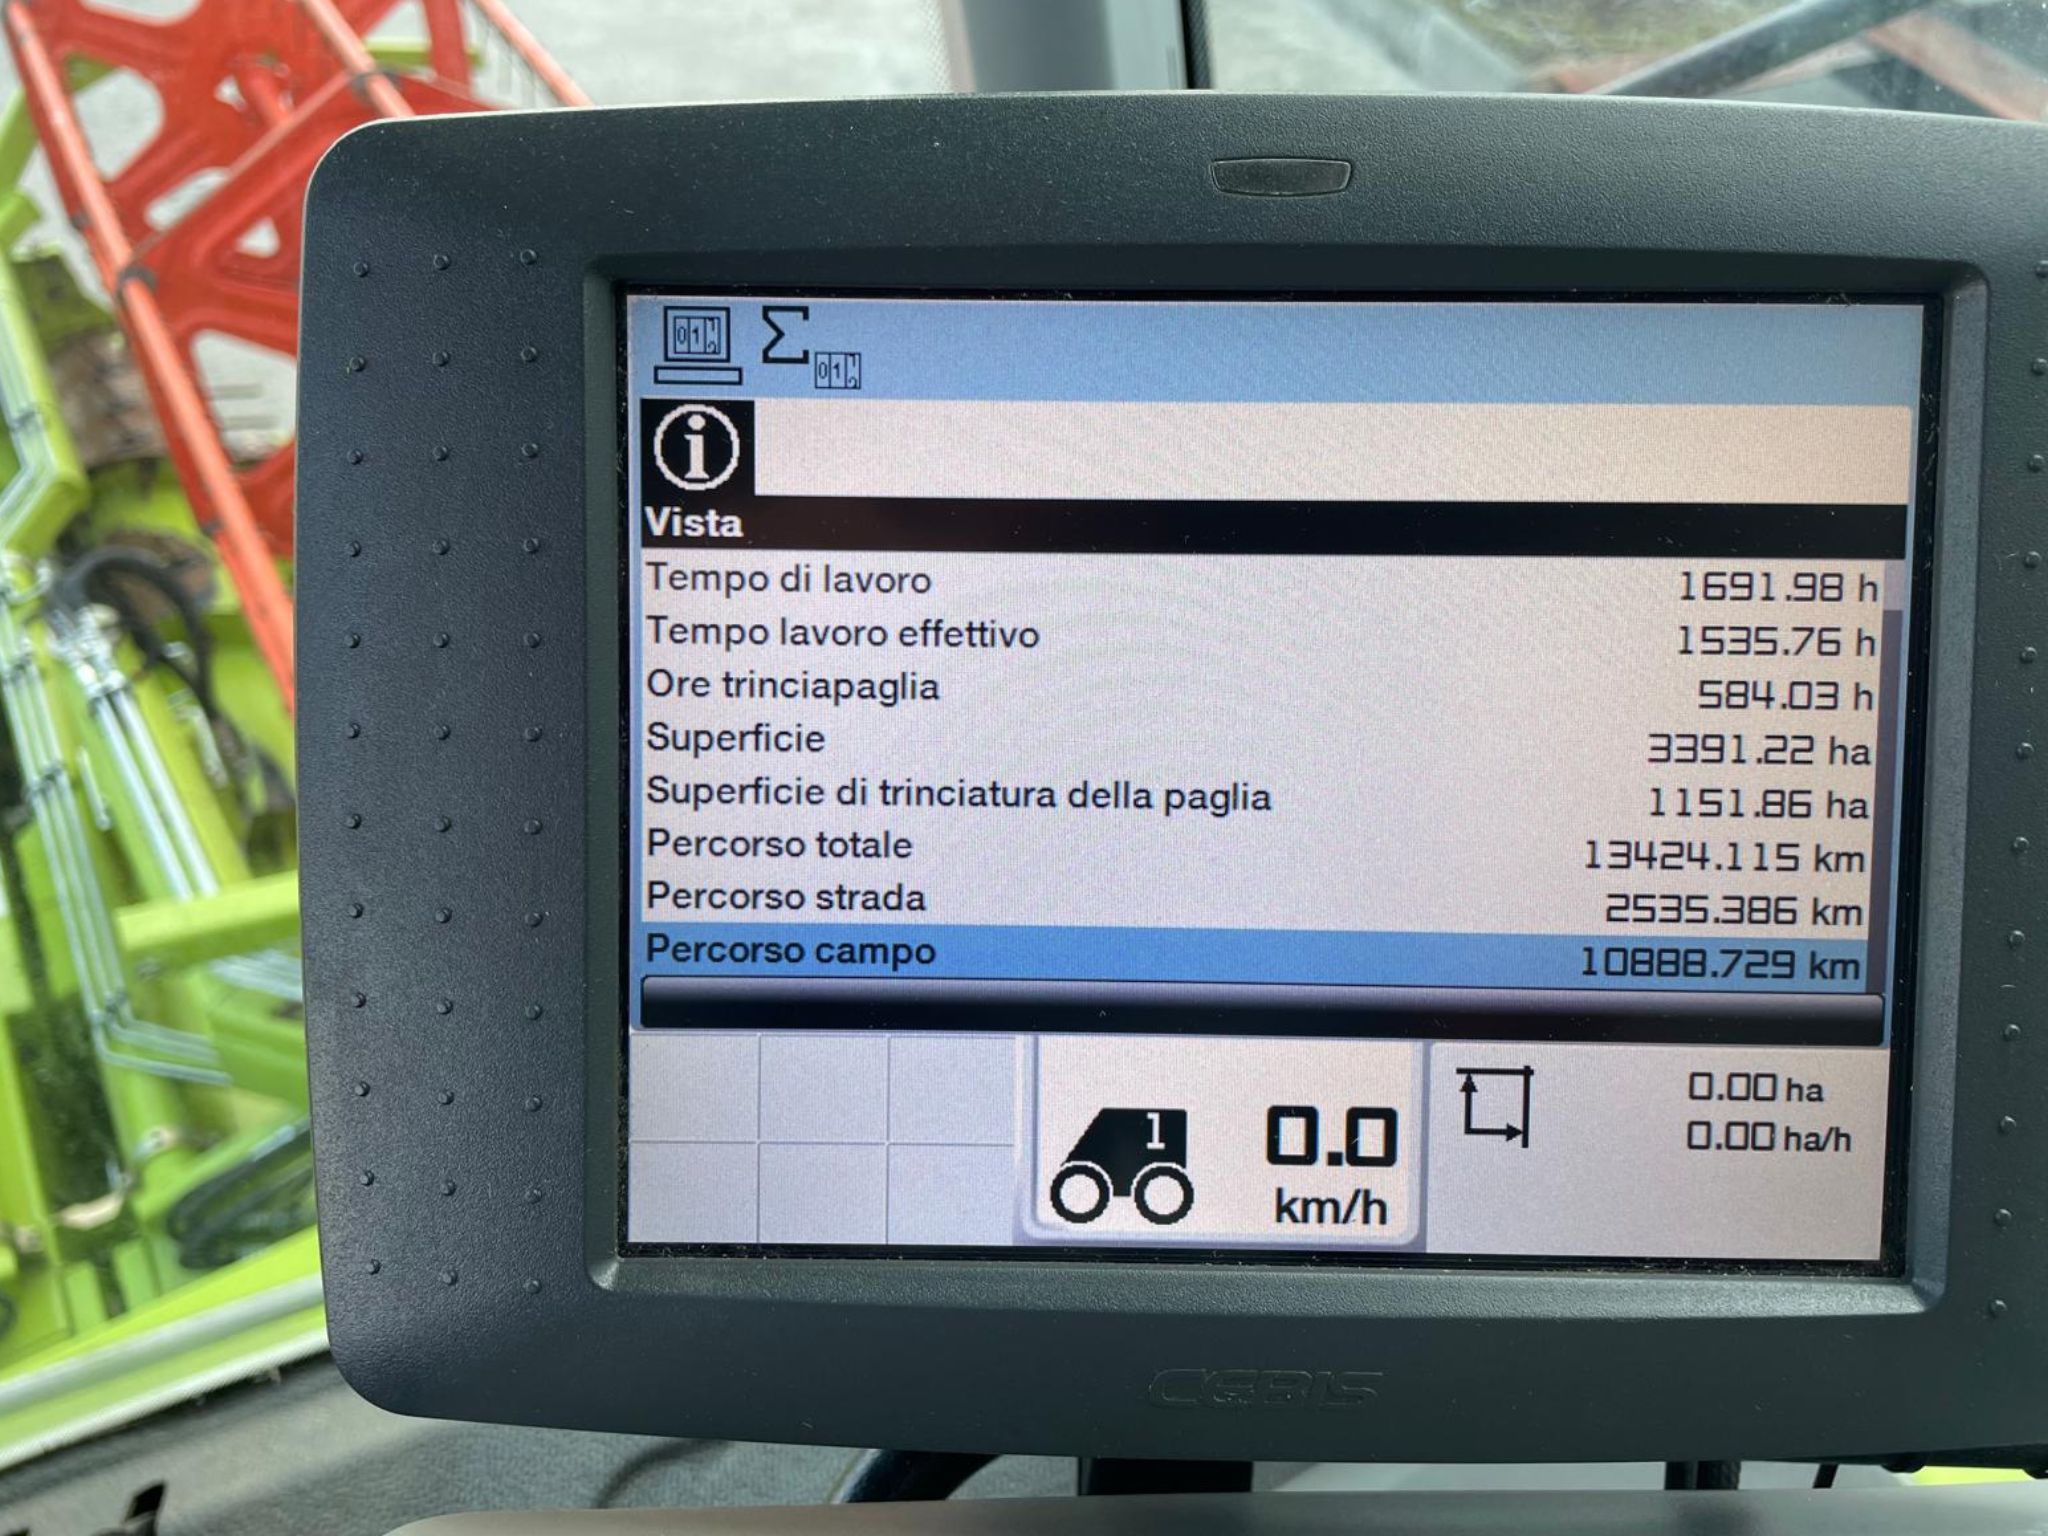 Vista
Tempo di lavoro 1691.98 h
Tempo lavoro effettivo 1535.76 h
Ore trinciapaglia 584.03 h
Superficie 3391.22 ha
Superficie di trinciatura della paglia 1151.86 ha
Percorso totale 13424.115 km
Percorso strada 2535.386 km
Percorso campo 10888.729 km
1 0.0 km/h
0.00 ha
0.00 ha/h
CEBIS